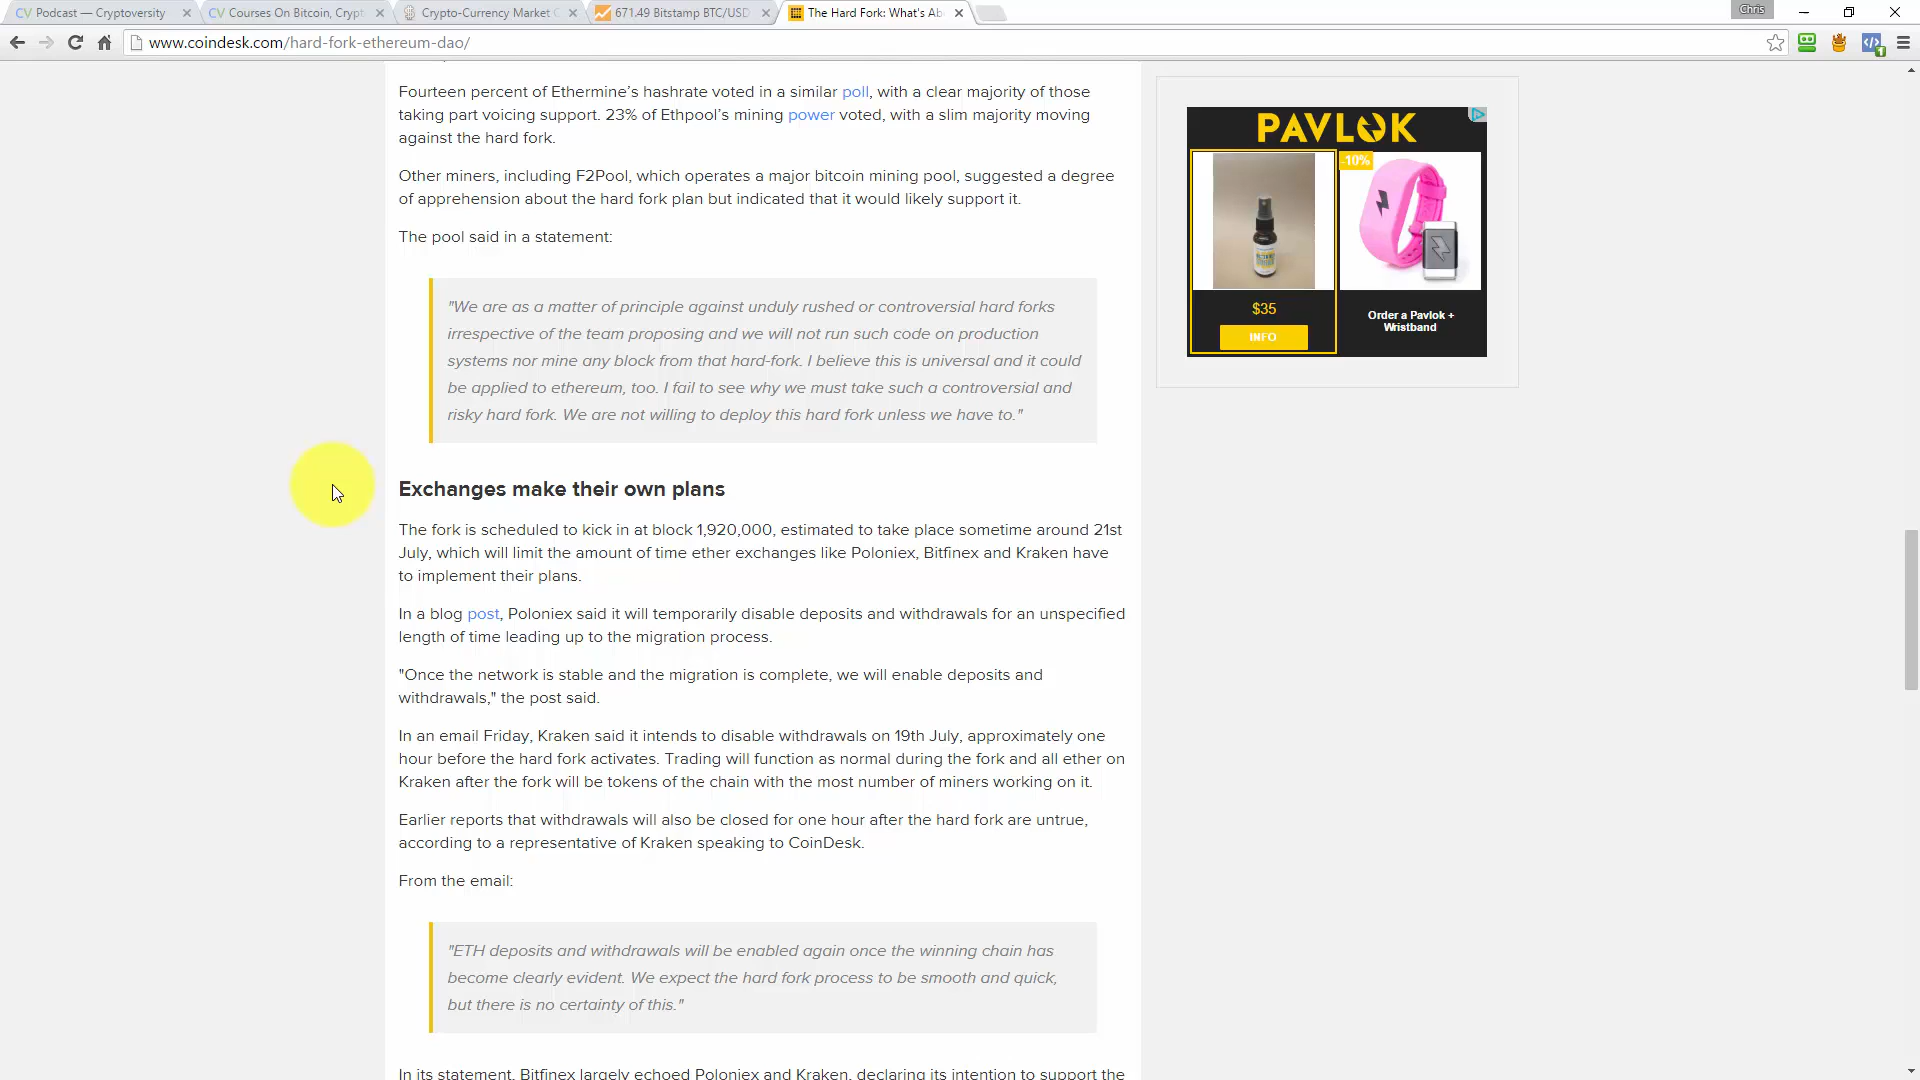 CV Podcast — Cryptoversity
CV Courses On Bitcoin, Crypt
Crypto-Currency Market C
671.49 Bitstamp BTC/USD
The Hard Fork: What's Ab
Chris
www.coindesk.com/hard-fork-ethereum-dao/
Fourteen percent of Ethermine's hashrate voted in a similar poll, with a clear majority of those
taking part voicing support. 23% of Ethpool's mining power voted, with a slim majority moving
against the hard fork.
Other miners, including F2Pool, which operates a major bitcoin mining pool, suggested a degree
of apprehension about the hard fork plan but indicated that it would likely support it.
The pool said in a statement:
"We are as a matter of principle against unduly rushed or controversial hard forks
irrespective of the team proposing and we will not run such code on production
systems nor mine any block from that hard-fork. I believe this is universal and it could
be applied to ethereum, too. I fail to see why we must take such a controversial and
risky hard fork. We are not willing to deploy this hard fork unless we have to."
Exchanges make their own plans
The fork is scheduled to kick in at block 1,920,000, estimated to take place sometime around 21st
July, which will limit the amount of time ether exchanges like Poloniex, Bitfinex and Kraken have
to implement their plans.
In a blog post, Poloniex said it will temporarily disable deposits and withdrawals for an unspecified
length of time leading up to the migration process.
"Once the network is stable and the migration is complete, we will enable deposits and
withdrawals," the post said.
In an email Friday, Kraken said it intends to disable withdrawals on 19th July, approximately one
hour before the hard fork activates. Trading will function as normal during the fork and all ether on
Kraken after the fork will be tokens of the chain with the most number of miners working on it.
Earlier reports that withdrawals will also be closed for one hour after the hard fork are untrue,
according to a representative of Kraken speaking to CoinDesk.
From the email:
"ETH deposits and withdrawals will be enabled again once the winning chain has
become clearly evident. We expect the hard fork process to be smooth and quick,
but there is no certainty of this."
In its statement, Bitfinex largely echoed Poloniex and Kraken, declaring its intention to support the
PAVLOK
-10%
$35
INFO
Order a Pavlok +
Wristband